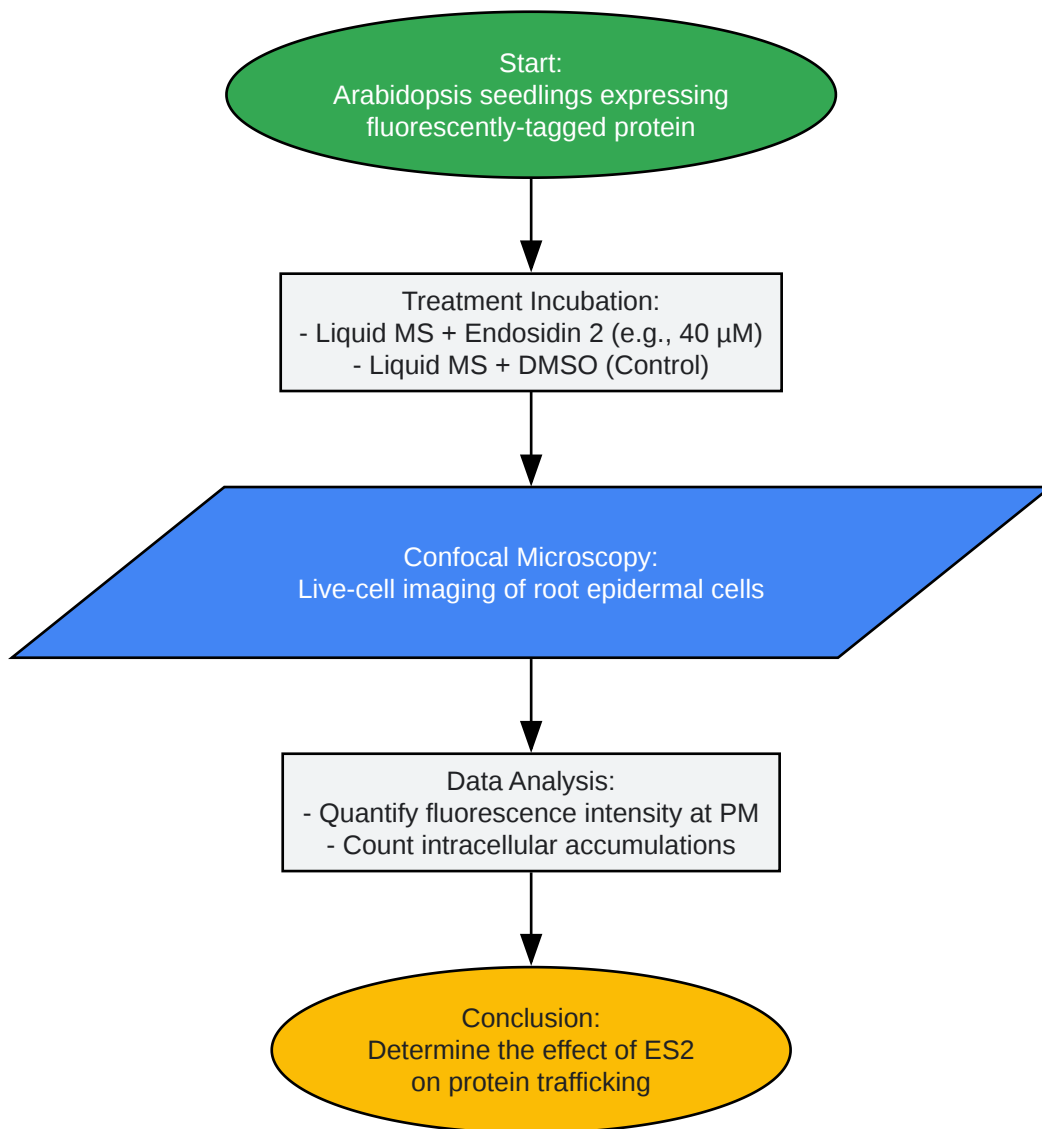 Start:
Arabidopsis seedlings expressing
fluorescently-tagged protein
Treatment Incubation:
- Liquid MS + Endosidin 2 (e.g., 40 µM)
- Liquid MS + DMSO (Control)
Confocal Microscopy:
Live-cell imaging of root epidermal cells
Data Analysis:
- Quantify fluorescence intensity at PM
- Count intracellular accumulations
Conclusion:
Determine the effect of ES2
on protein trafficking